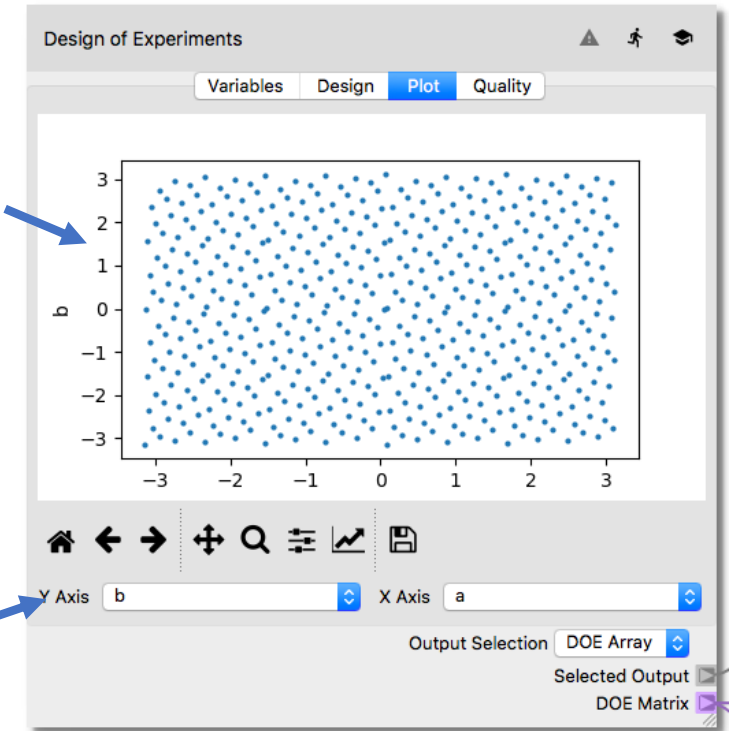 Design of Experiments
Variables Design Plot Quality
3
2
1
0
−1
−2
−3
b
−3 −2 −1 0 1 2 3
Y Axis b X Axis a
Output Selection DOE Array
Selected Output
DOE Matrix